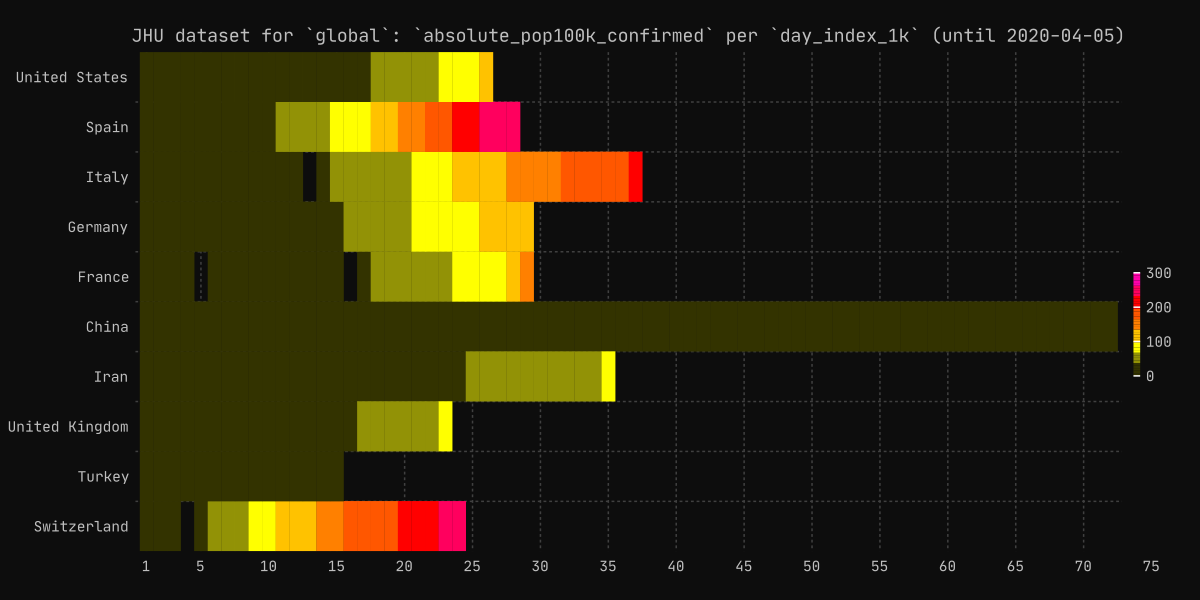 JHU dataset for `global`: `absolute_pop100k_confirmed` per `day_index_1k` (until 2020-04-05)
United States
Spain
Italy
Germany
France
China
Iran
United Kingdom
Turkey
Switzerland
300
200
100
0
1 5 10 15 20 25 30 35 40 45 50 55 60 65 70 75